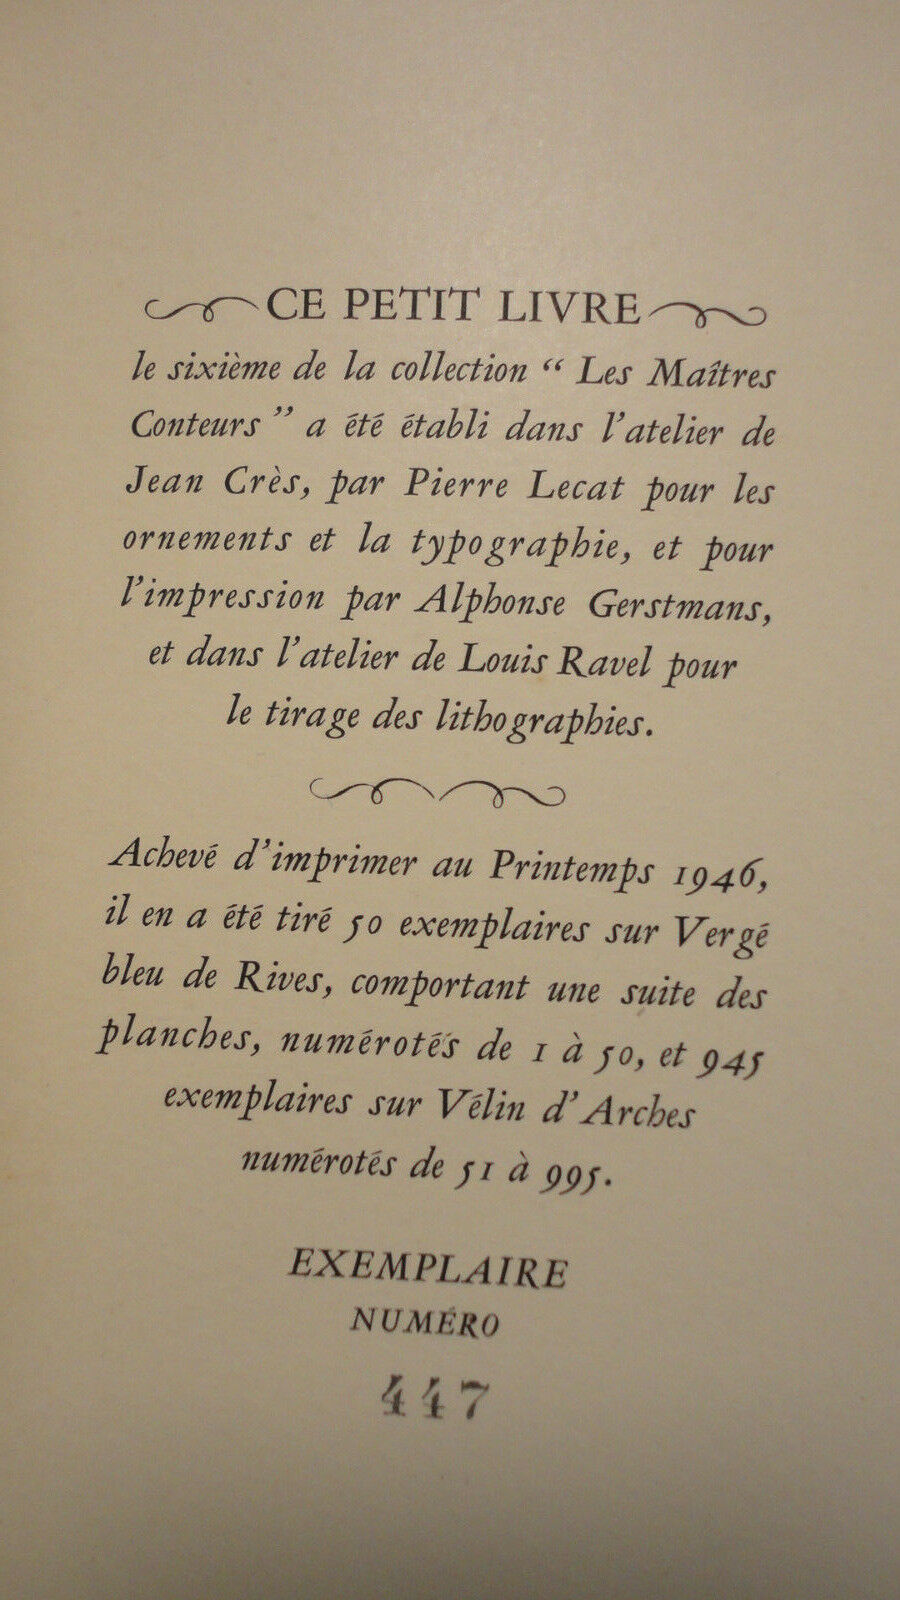 CE PETIT LIVRE
le sixième de la collection “ Les Maîtres
Conteurs ” a été établi dans l’atelier de
Jean Crès, par Pierre Lecat pour les
ornements et la typographie, et pour
l’impression par Alphonse Gerstmans,
et dans l’atelier de Louis Ravel pour
le tirage des lithographies.
Achevé d’imprimer au Printemps 1946,
il en a été tiré 50 exemplaires sur Vergé
bleu de Rives, comportant une suite des
planches, numérotés de 1 à 50, et 945
exemplaires sur Vélin d’Arches
numérotés de 51 à 995.
EXEMPLAIRE
NUMÉRO
447